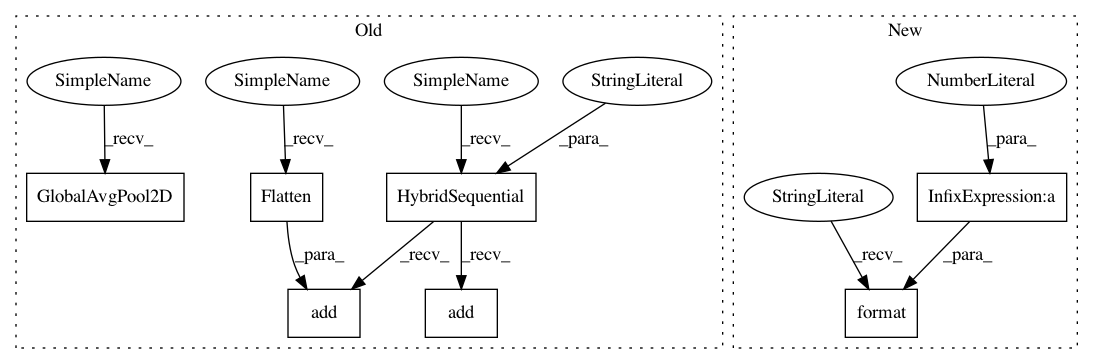 Old
New
SimpleName
SimpleName
SimpleName
StringLiteral
NumberLiteral
_recv_
_recv_
_recv_
_para_
_para_
GlobalAvgPool2D
Flatten
HybridSequential
StringLiteral
InfixExpression:a
_para_
_recv_
_recv_
_recv_
_para_
add
add
format